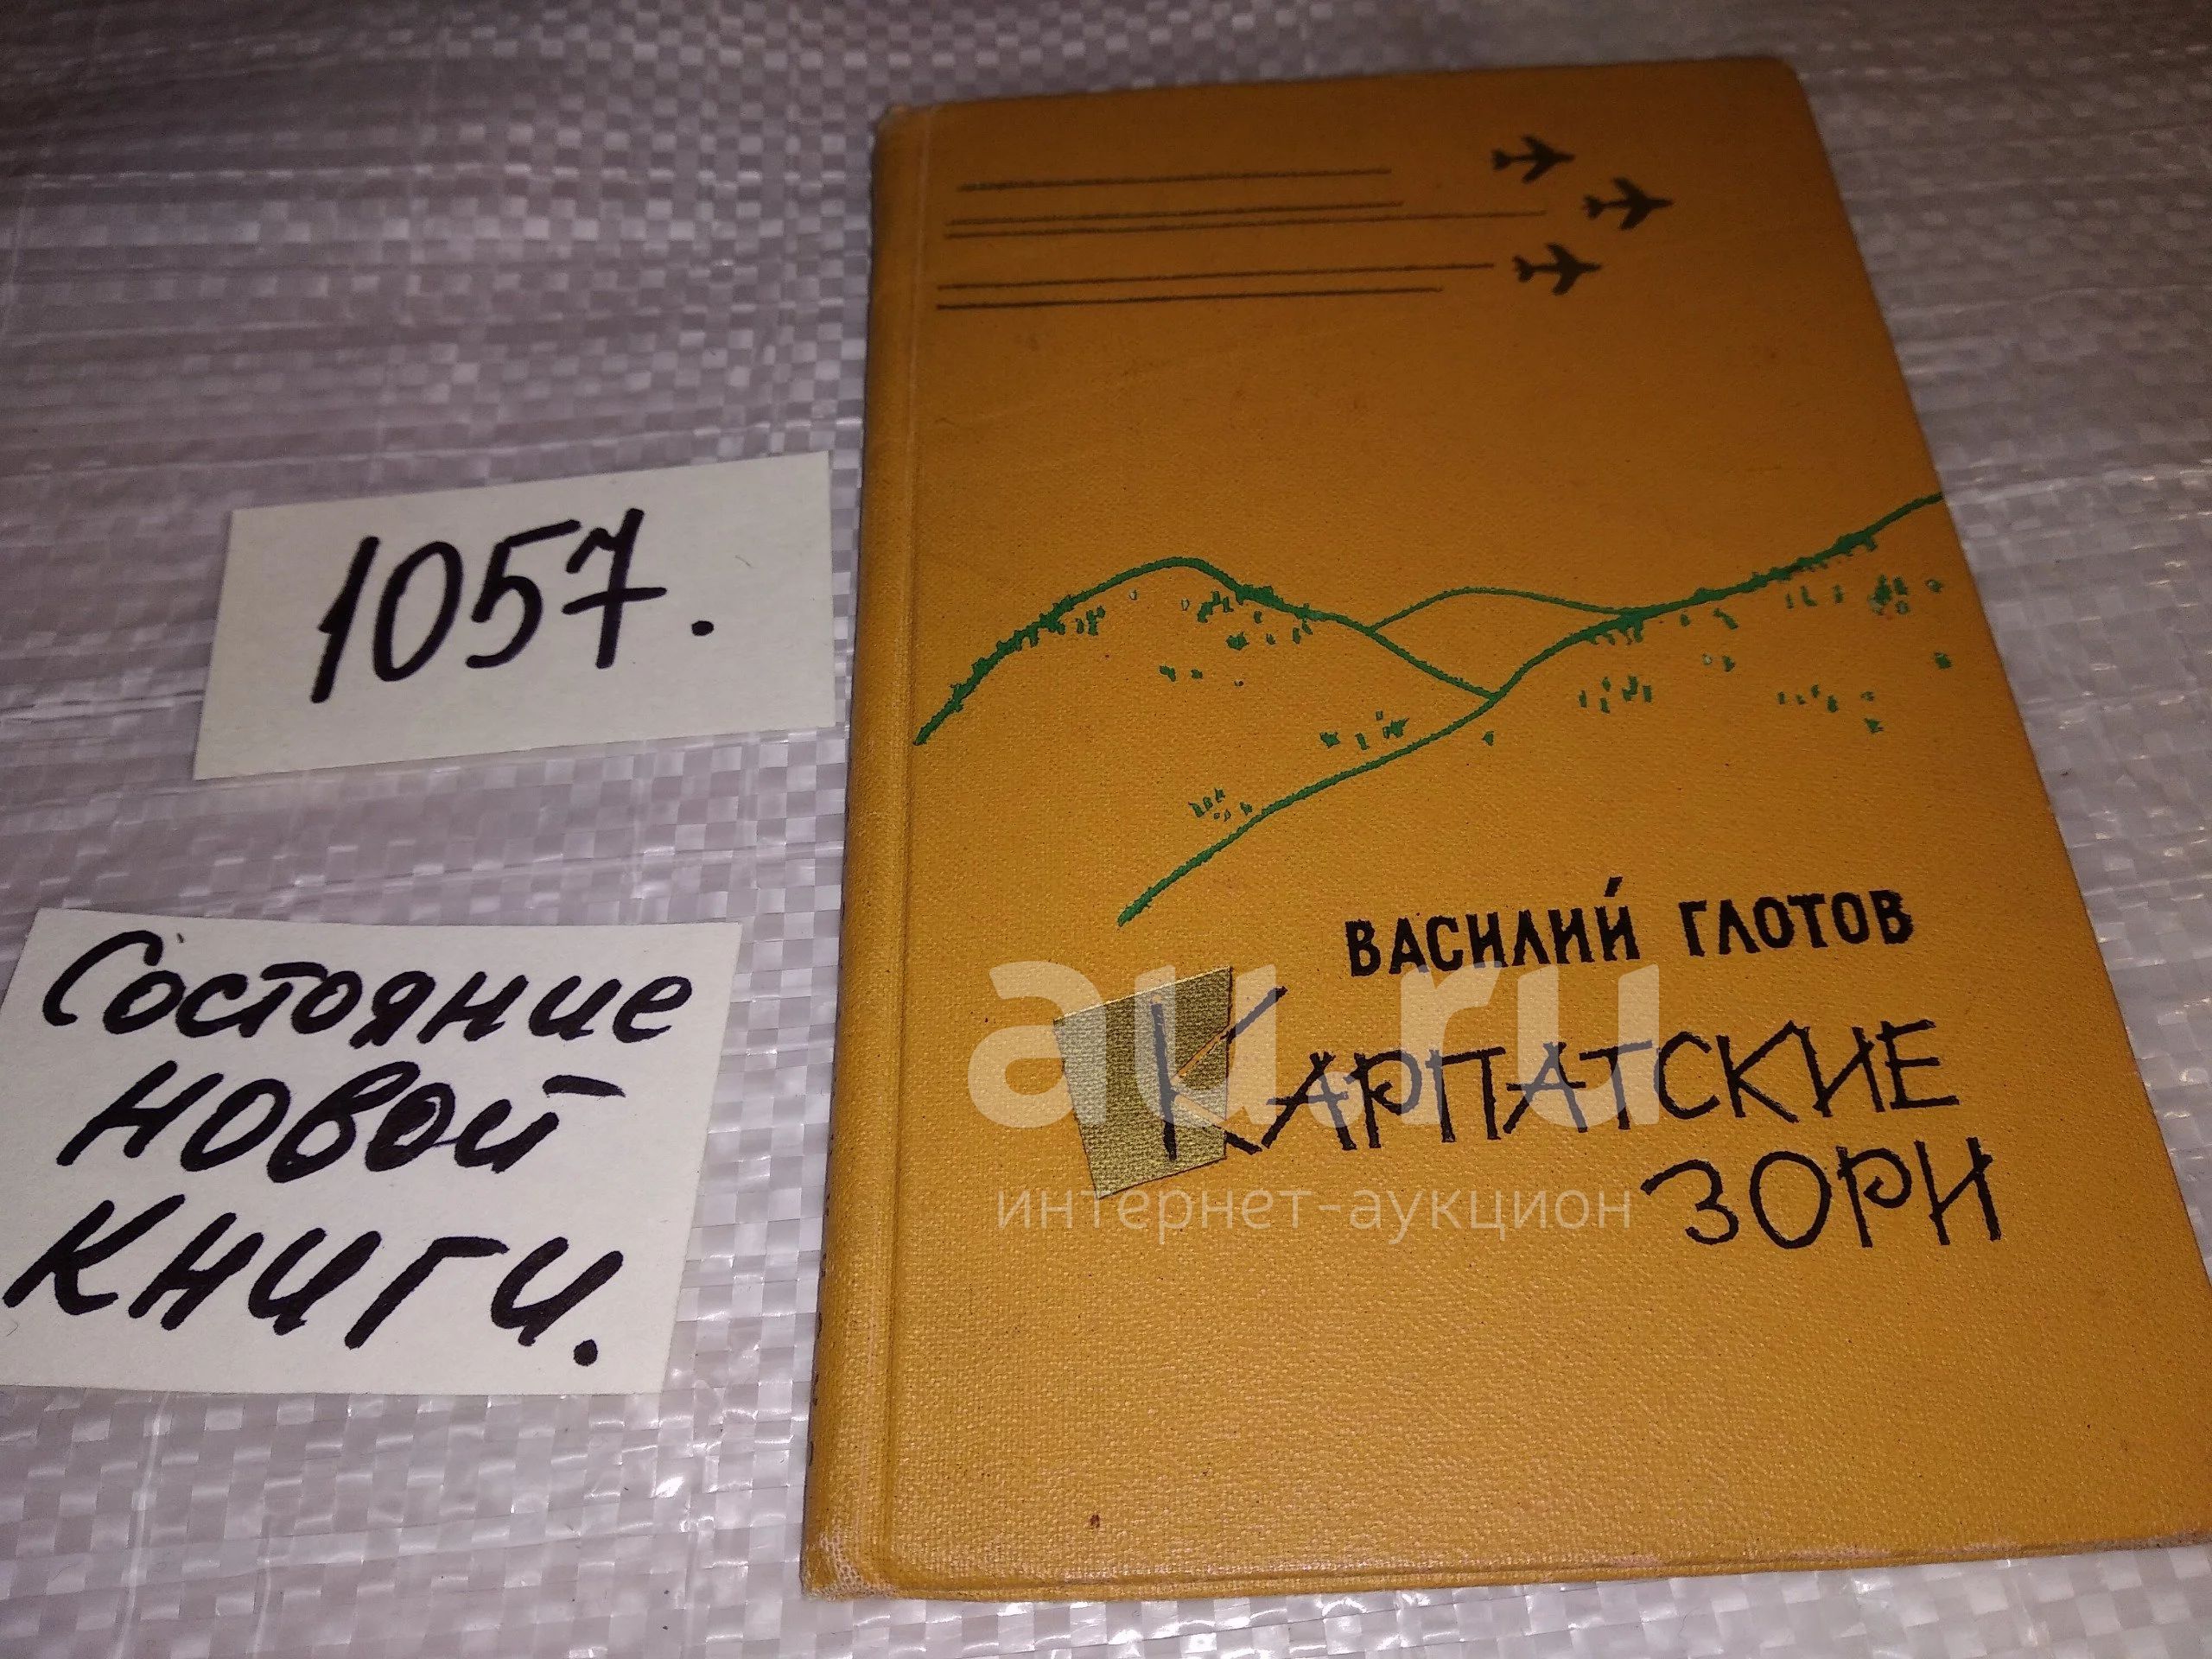 1057.
Состояние
новой
книги.
ВАСИЛИЙ ГЛОТОВ
КАРПАТСКИЕ
ЗОРИ
au.ru
интернет-аукцион